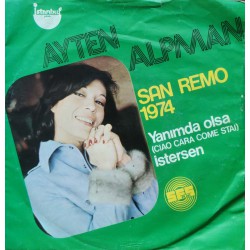 istanbul
AYTEN ALPMAN
SAN REMO
1974
Yanımda olsa
(CIAO CARA COME STAI)
İstersen